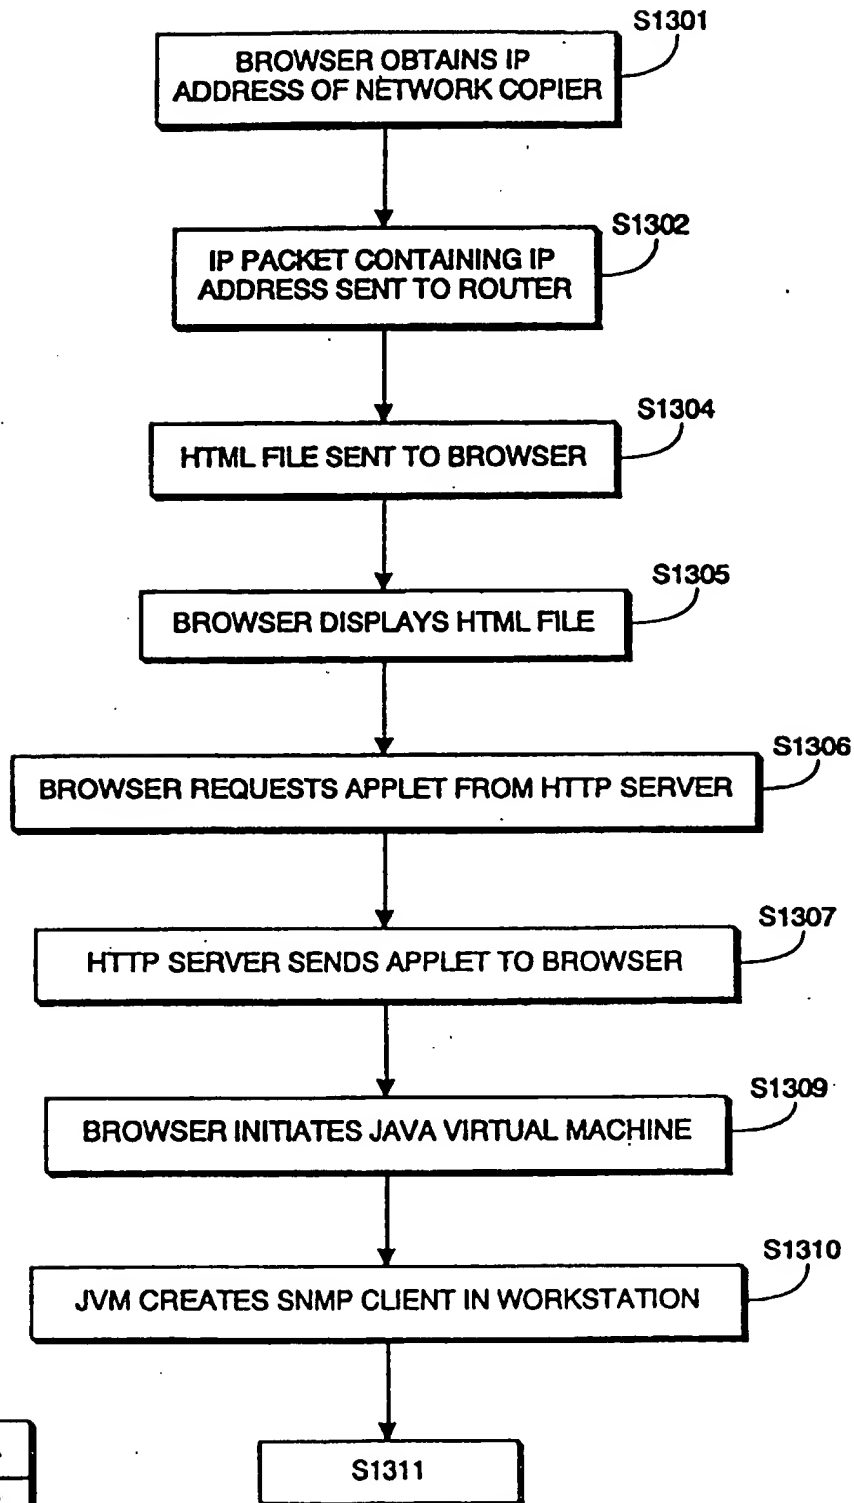 S1301
BROWSER OBTAINS IP
ADDRESS OF NETWORK COPIER
S1302
IP PACKET CONTAINING IP
ADDRESS SENT TO ROUTER
S1304
HTML FILE SENT TO BROWSER
S1305
BROWSER DISPLAYS HTML FILE
S1306
BROWSER REQUESTS APPLET FROM HTTP SERVER
S1307
HTTP SERVER SENDS APPLET TO BROWSER
S1309
BROWSER INITIATES JAVA VIRTUAL MACHINE
S1310
JVM CREATES SNMP CLIENT IN WORKSTATION
S1311